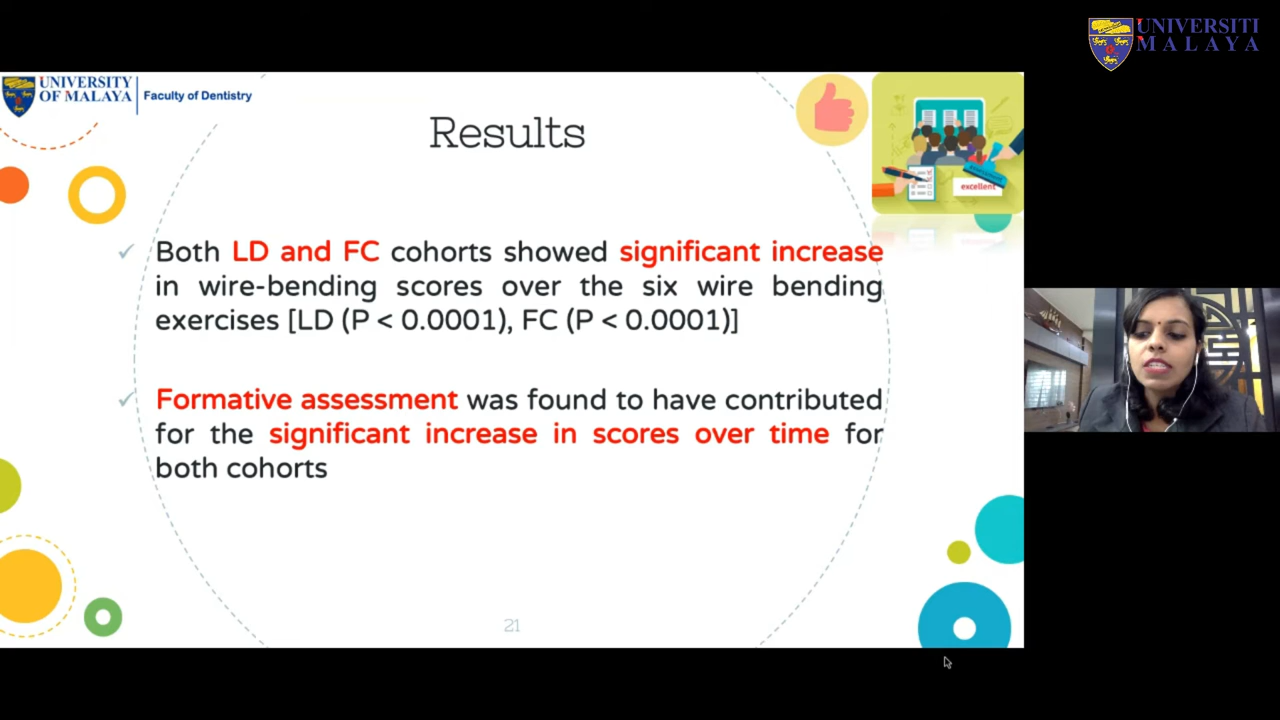 UNIVERSITI
MALAYA
UNIVERSITY
OF MALAYA
Faculty of Dentistry
Results
excellent
Both LD and FC cohorts showed significant increase
in wire-bending scores over the six wire bending
exercises [LD (P < 0.0001), FC (P < 0.0001)]
Formative assessment was found to have contributed
for the significant increase in scores over time for
both cohorts
21